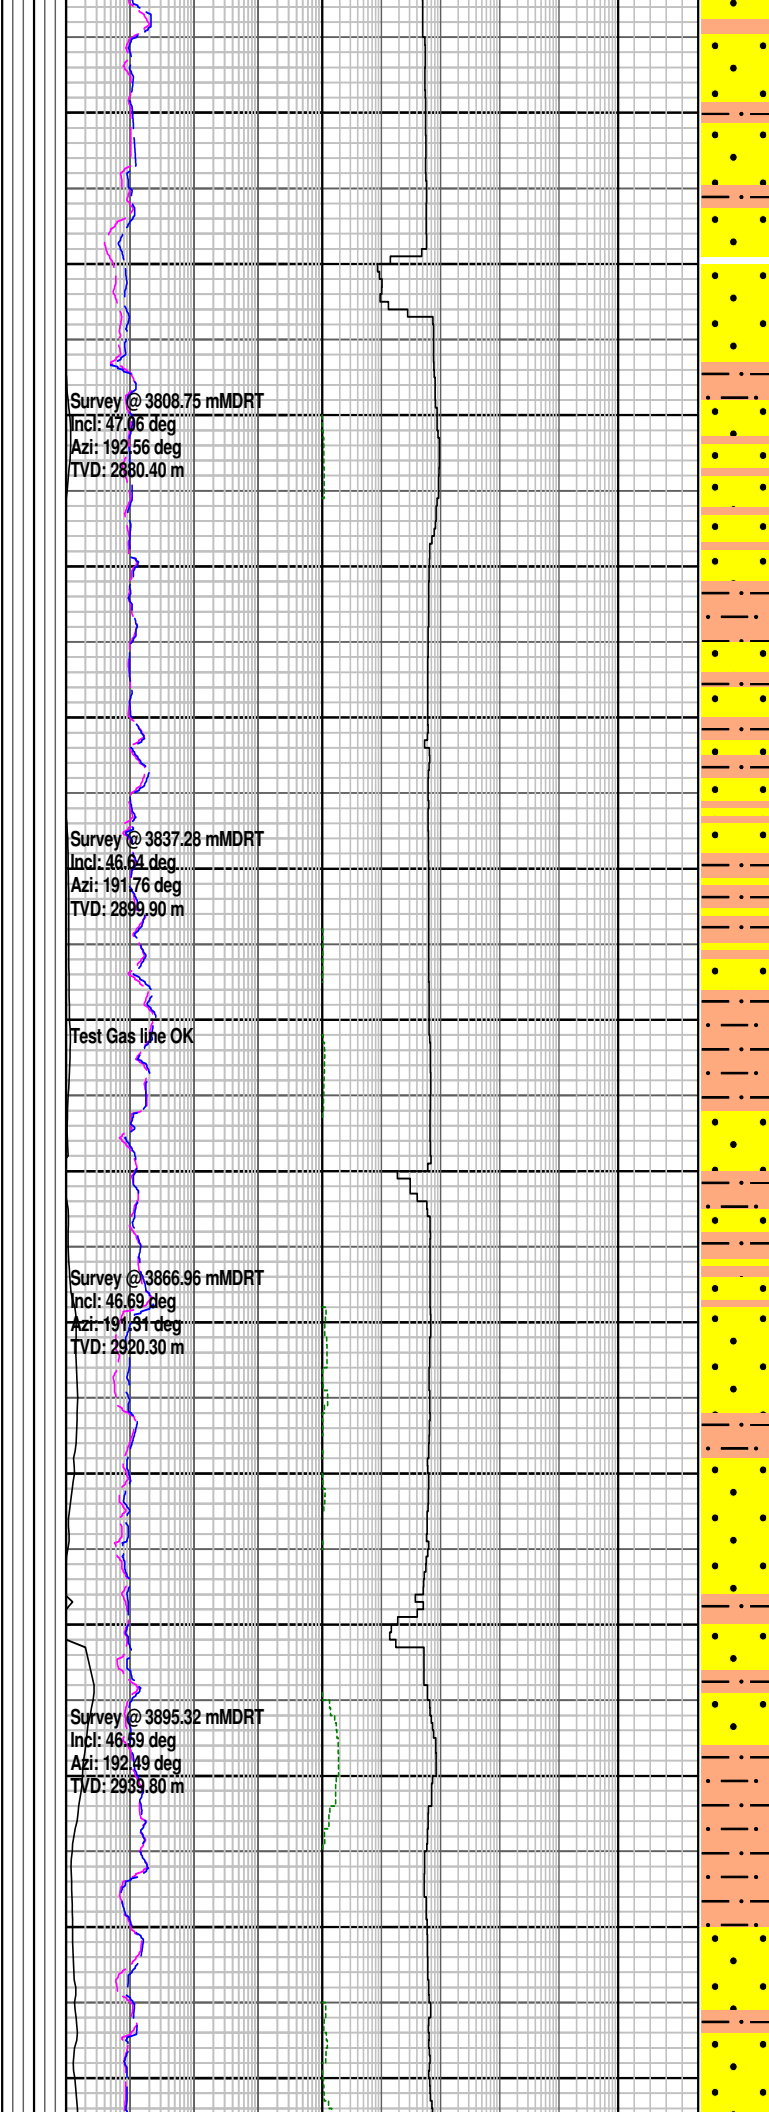 Survey @ 3808.75 mMDRT
Incl: 47.06 deg
Azi: 192.56 deg
TVD: 2880.40 m
Survey @ 3837.28 mMDRT
Incl: 46.64 deg
Azi: 191.76 deg
TVD: 2899.90 m
Test Gas line OK
Survey @ 3866.96 mMDRT
Incl: 46.69 deg
Azi: 191.31 deg
TVD: 2920.30 m
Survey @ 3895.32 mMDRT
Incl: 46.59 deg
Azi: 192.49 deg
TVD: 2939.80 m